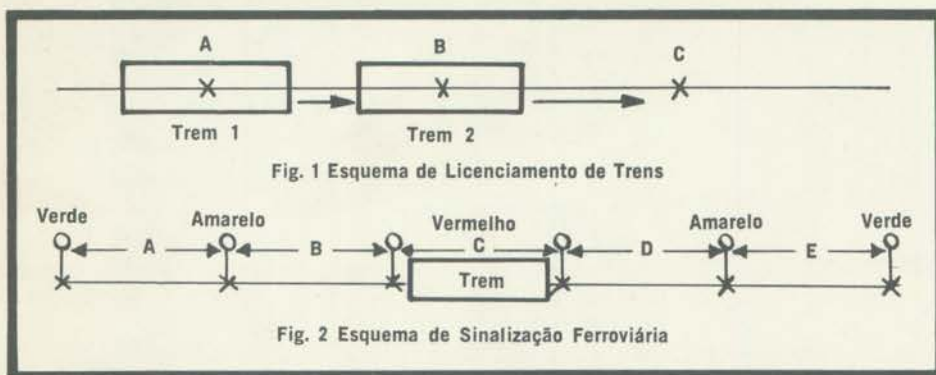 A B C
Trem 1 Trem 2
Fig. 1 Esquema de Licenciamento de Trens
Verde Amarelo Vermelho Amarelo Verde
A B C D E
Trem
Fig. 2 Esquema de Sinalização Ferroviária